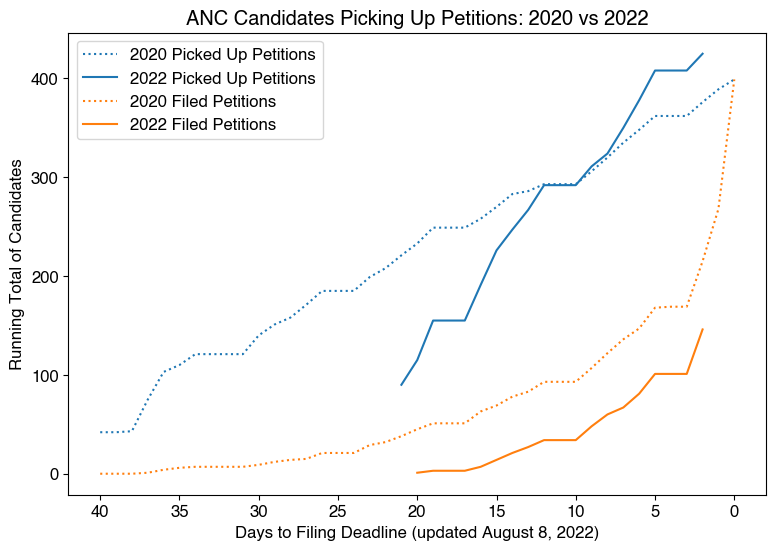 ANC Candidates Picking Up Petitions: 2020 vs 2022
2020 Picked Up Petitions
2022 Picked Up Petitions
2020 Filed Petitions
2022 Filed Petitions
Running Total of Candidates
400
300
200
100
0
40 35 30 25 20 15 10 5 0
Days to Filing Deadline (updated August 8, 2022)